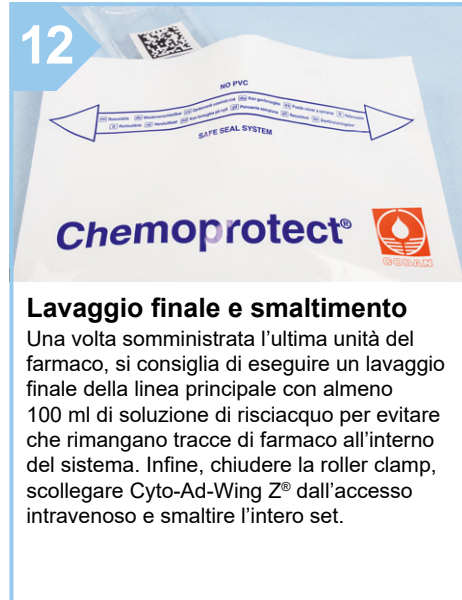 12
NO PVC
SAFE SEAL SYSTEM
Chemoprotect®
CODAN
Lavaggio finale e smaltimento
Una volta somministrata l’ultima unità del
farmaco, si consiglia di eseguire un lavaggio
finale della linea principale con almeno
100 ml di soluzione di risciacquo per evitare
che rimangano tracce di farmaco all’interno
del sistema. Infine, chiudere la roller clamp,
scollegare Cyto-Ad-Wing Z® dall’accesso
intravenoso e smaltire l’intero set.